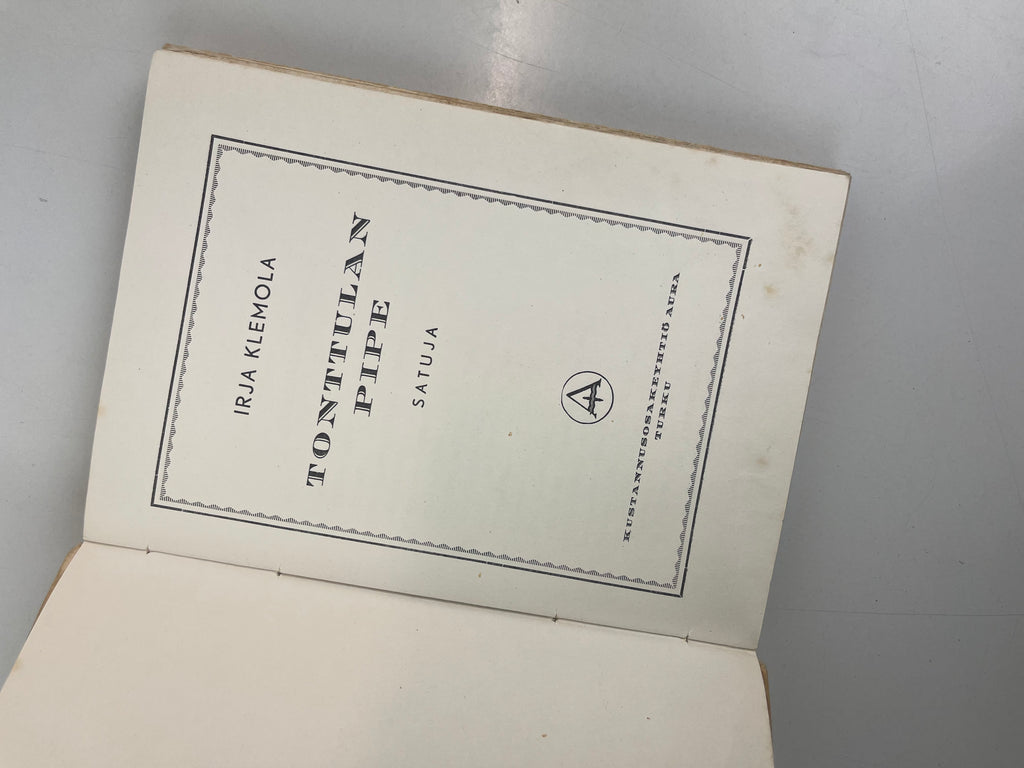 IRJA KLEMOLA
TONTTULAN
PIPE
SATUJA
KUSTANNUSOSAKEYHTIÖ AURA
TURKU